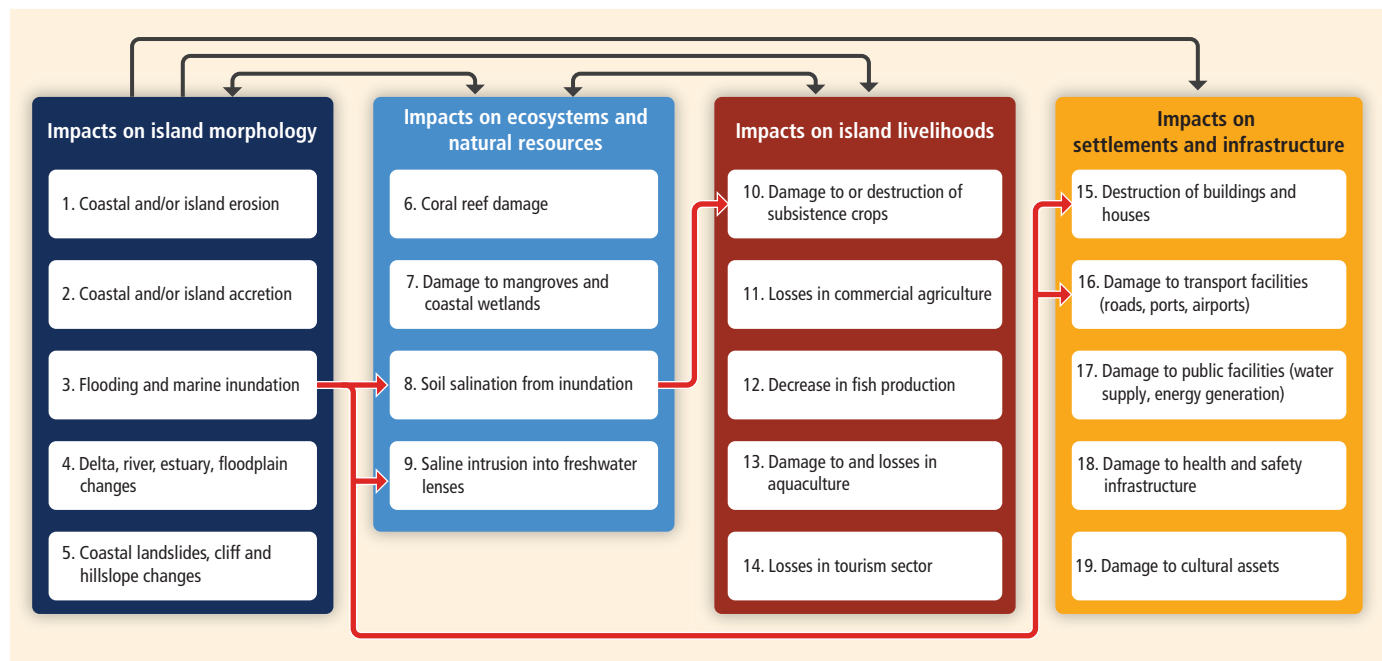 Impacts on island morphology
1. Coastal and/or island erosion
2. Coastal and/or island accretion
3. Flooding and marine inundation
4. Delta, river, estuary, floodplain
changes
5. Coastal landslides, cliff and
hillslope changes
Impacts on ecosystems and
natural resources
6. Coral reef damage
7. Damage to mangroves and
coastal wetlands
8. Soil salination from inundation
9. Saline intrusion into freshwater
lenses
Impacts on island livelihoods
10. Damage to or destruction of
subsistence crops
11. Losses in commercial agriculture
12. Decrease in fish production
13. Damage to and losses in
aquaculture
14. Losses in tourism sector
Impacts on
settlements and infrastructure
15. Destruction of buildings and
houses
16. Damage to transport facilities
(roads, ports, airports)
17. Damage to public facilities (water
supply, energy generation)
18. Damage to health and safety
infrastructure
19. Damage to cultural assets